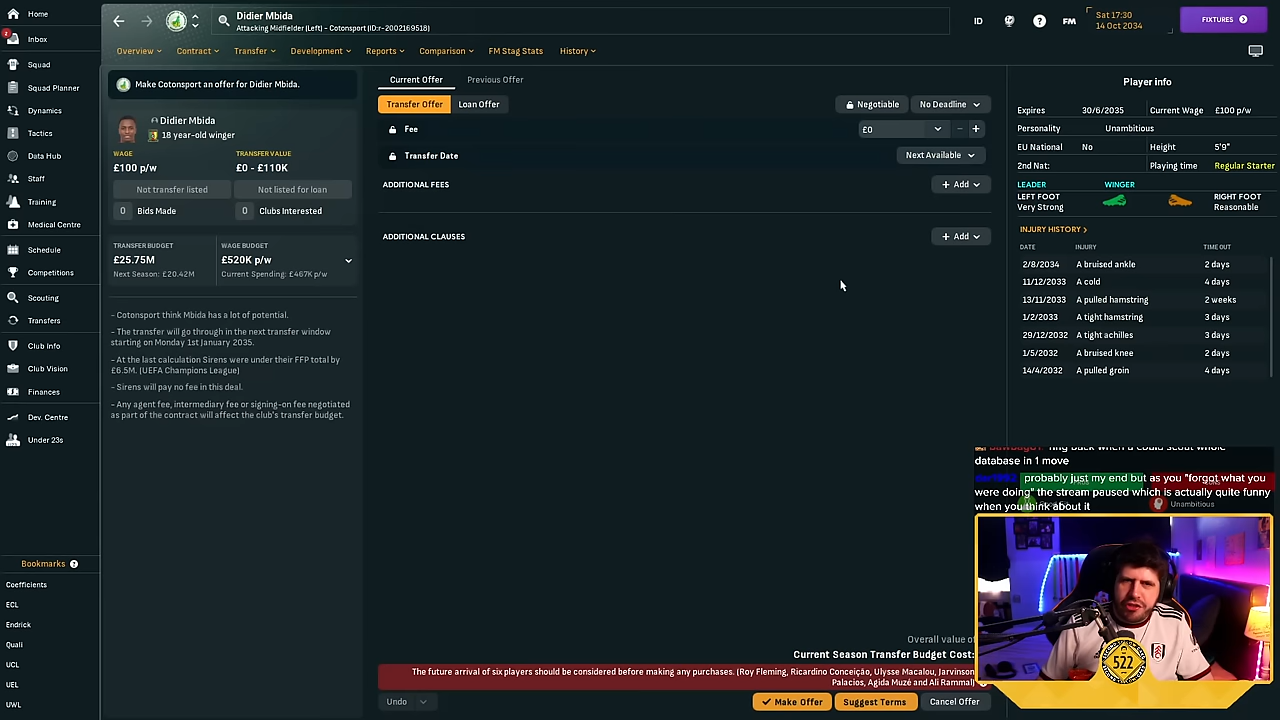 Home
Inbox
Squad
Squad Planner
Dynamics
Tactics
Data Hub
Staff
Training
Medical Centre
Schedule
Competitions
Scouting
Transfers
Club Info
Club Vision
Finances
Dev. Centre
Under 23s
Bookmarks
Coefficients
ECL
Endrick
Quali
UCL
UEL
UWL
Didier Mbida
Attacking Midfielder (Left) - Cotonsport (ID:r-2002169518)
ID
FM
Sat 17:30
14 Oct 2034
FIXTURES
Overview
Contract
Transfer
Development
Reports
Comparison
FM Stag Stats
History
Make Cotonsport an offer for Didier Mbida.
Didier Mbida
18 year-old winger
WAGE TRANSFER VALUE
£100 p/w £0 - £110K
Not transfer listed Not listed for loan
0 Bids Made 0 Clubs Interested
TRANSFER BUDGET WAGE BUDGET
£25.75M £520K p/w
Next Season: £20.42M Current Spending: £467K p/w
- Cotonsport think Mbida has a lot of potential.
- The transfer will go through in the next transfer window
starting on Monday 1st January 2035.
- At the last calculation Sirens were under their FFP total by
£6.5M. (UEFA Champions League)
- Sirens will pay no fee in this deal.
- Any agent fee, intermediary fee or signing-on fee negotiated
as part of the contract will affect the club's transfer budget.
Current Offer Previous Offer
Transfer Offer Loan Offer Negotiable No Deadline
Fee £0
Transfer Date Next Available
ADDITIONAL FEES + Add
ADDITIONAL CLAUSES + Add
Overall value of
Current Season Transfer Budget Cost:
The future arrival of six players should be considered before making any purchases. (Roy Fleming, Ricardino Conceição, Ulysse Macalou, Jarvinson
Palacios, Agida Muzé and Ali Rammal)
Undo Make Offer Suggest Terms Cancel Offer
Player info
Expires 30/6/2035 Current Wage £100 p/w
Personality Unambitious
EU National No Height 5'9"
2nd Nat: Playing time Regular Starter
LEADER WINGER
LEFT FOOT RIGHT FOOT
Very Strong Reasonable
INJURY HISTORY >
DATE INJURY TIME OUT
2/8/2034 A bruised ankle 2 days
11/12/2033 A cold 4 days
13/11/2033 A pulled hamstring 2 weeks
1/2/2033 A tight hamstring 3 days
29/12/2032 A tight achilles 3 days
1/5/2032 A bruised knee 2 days
14/4/2032 A pulled groin 4 days
database in 1 move
probably just my end but as you "forgot what you
were doing" the stream paused which is actually quite funny
when you think about it
Unambitious
522